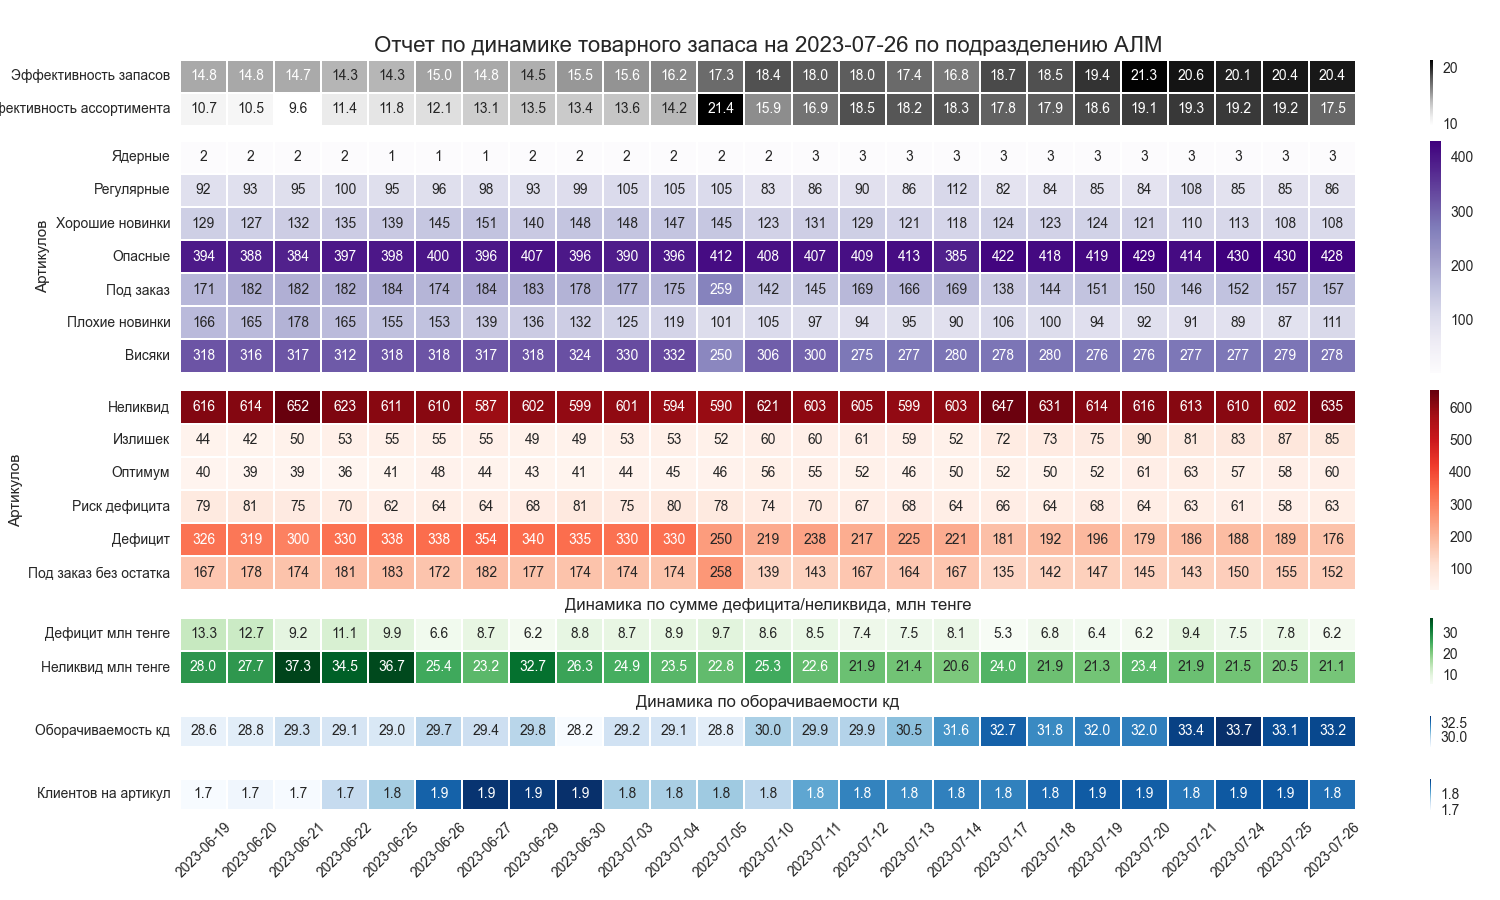 Отчет по динамике товарного запаса на 2023-07-26 по подразделению АЛМ
Эффективность запасов 14.8 14.8 14.7 14.3 14.3 15.0 14.8 14.5 15.5 15.6 16.2 17.3 18.4 18.0 18.0 17.4 16.8 18.7 18.5 19.4 21.3 20.6 20.1 20.4 20.4
фективность ассортимента 10.7 10.5 9.6 11.4 11.8 12.1 13.1 13.5 13.4 13.6 14.2 21.4 15.9 16.9 18.5 18.2 18.3 17.8 17.9 18.6 19.1 19.3 19.2 19.2 17.5
20
10
Артикулов
Ядерные 2 2 2 2 1 1 1 2 2 2 2 2 2 3 3 3 3 3 3 3 3 3 3 3 3
Регулярные 92 93 95 100 95 96 98 93 99 105 105 105 83 86 90 86 112 82 84 85 84 108 85 85 86
Хорошие новинки 129 127 132 135 139 145 151 140 148 148 147 145 123 131 129 121 118 124 123 124 121 110 113 108 108
Опасные 394 388 384 397 398 400 396 407 396 390 396 412 408 407 409 413 385 422 418 419 429 414 430 430 428
Под заказ 171 182 182 182 184 174 184 183 178 177 175 259 142 145 169 166 169 138 144 151 150 146 152 157 157
Плохие новинки 166 165 178 165 155 153 139 136 132 125 119 101 105 97 94 95 90 106 100 94 92 91 89 87 111
Висяки 318 316 317 312 318 318 317 318 324 330 332 250 306 300 275 277 280 278 280 276 276 277 277 279 278
400
300
200
100
Артикулов
Неликвид 616 614 652 623 611 610 587 602 599 601 594 590 621 603 605 599 603 647 631 614 616 613 610 602 635
Излишек 44 42 50 53 55 55 55 49 49 53 53 52 60 60 61 59 52 72 73 75 90 81 83 87 85
Оптимум 40 39 39 36 41 48 44 43 41 44 45 46 56 55 52 46 50 52 50 52 61 63 57 58 60
Риск дефицита 79 81 75 70 62 64 64 68 81 75 80 78 74 70 67 68 64 66 64 68 64 63 61 58 63
Дефицит 326 319 300 330 338 338 354 340 335 330 330 250 219 238 217 225 221 181 192 196 179 186 188 189 176
Под заказ без остатка 167 178 174 181 183 172 182 177 174 174 174 258 139 143 167 164 167 135 142 147 145 143 150 155 152
600
500
400
300
200
100
Динамика по сумме дефицита/неликвида, млн тенге
Дефицит млн тенге 13.3 12.7 9.2 11.1 9.9 6.6 8.7 6.2 8.8 8.7 8.9 9.7 8.6 8.5 7.4 7.5 8.1 5.3 6.8 6.4 6.2 9.4 7.5 7.8 6.2
Неликвид млн тенге 28.0 27.7 37.3 34.5 36.7 25.4 23.2 32.7 26.3 24.9 23.5 22.8 25.3 22.6 21.9 21.4 20.6 24.0 21.9 21.3 23.4 21.9 21.5 20.5 21.1
30
20
10
Динамика по оборачиваемости кд
Оборачиваемость кд 28.6 28.8 29.3 29.1 29.0 29.7 29.4 29.8 28.2 29.2 29.1 28.8 30.0 29.9 29.9 30.5 31.6 32.7 31.8 32.0 32.0 33.4 33.7 33.1 33.2
32.5
30.0
Клиентов на артикул 1.7 1.7 1.7 1.7 1.8 1.9 1.9 1.9 1.9 1.8 1.8 1.8 1.8 1.8 1.8 1.8 1.8 1.8 1.8 1.9 1.9 1.8 1.9 1.9 1.8
1.8
1.7
2023-06-19 2023-06-20 2023-06-21 2023-06-22 2023-06-25 2023-06-26 2023-06-27 2023-06-29 2023-06-30 2023-07-03 2023-07-04 2023-07-05 2023-07-10 2023-07-11 2023-07-12 2023-07-13 2023-07-14 2023-07-17 2023-07-18 2023-07-19 2023-07-20 2023-07-21 2023-07-24 2023-07-25 2023-07-26